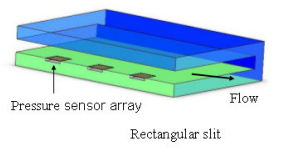 Flow
Pressure sensor array
Rectangular slit